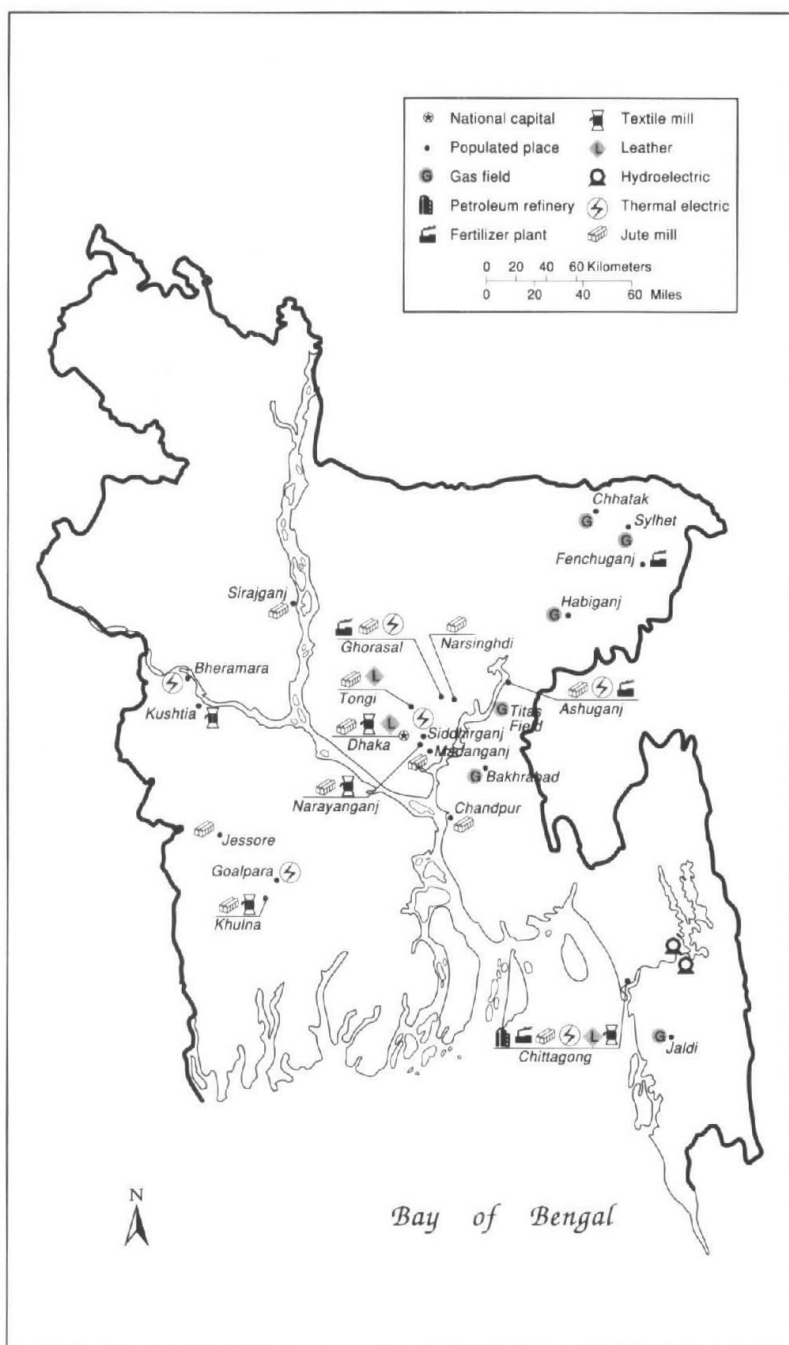 National capital
Textile mill
Populated place
L Leather
G Gas field
Hydroelectric
Petroleum refinery
Thermal electric
Fertilizer plant
Jute mill
0 20 40 60 Kilometers
0 20 40 60 Miles
Chhatak
G
Sylhet
G
Fenchuganj
Sirajganj
G Habiganj
Ghorasal
Narsinghdi
Bheramara
L
Tongi
Kushtia
G Titas
Field
Ashuganj
L
Dhaka
Siddhirganj
Madanganj
G Bakhrabad
Narayanganj
Chandpur
Jessore
Goalpara
Khulna
L
Chittagong
G
Jaldi
N
Bay of Bengal